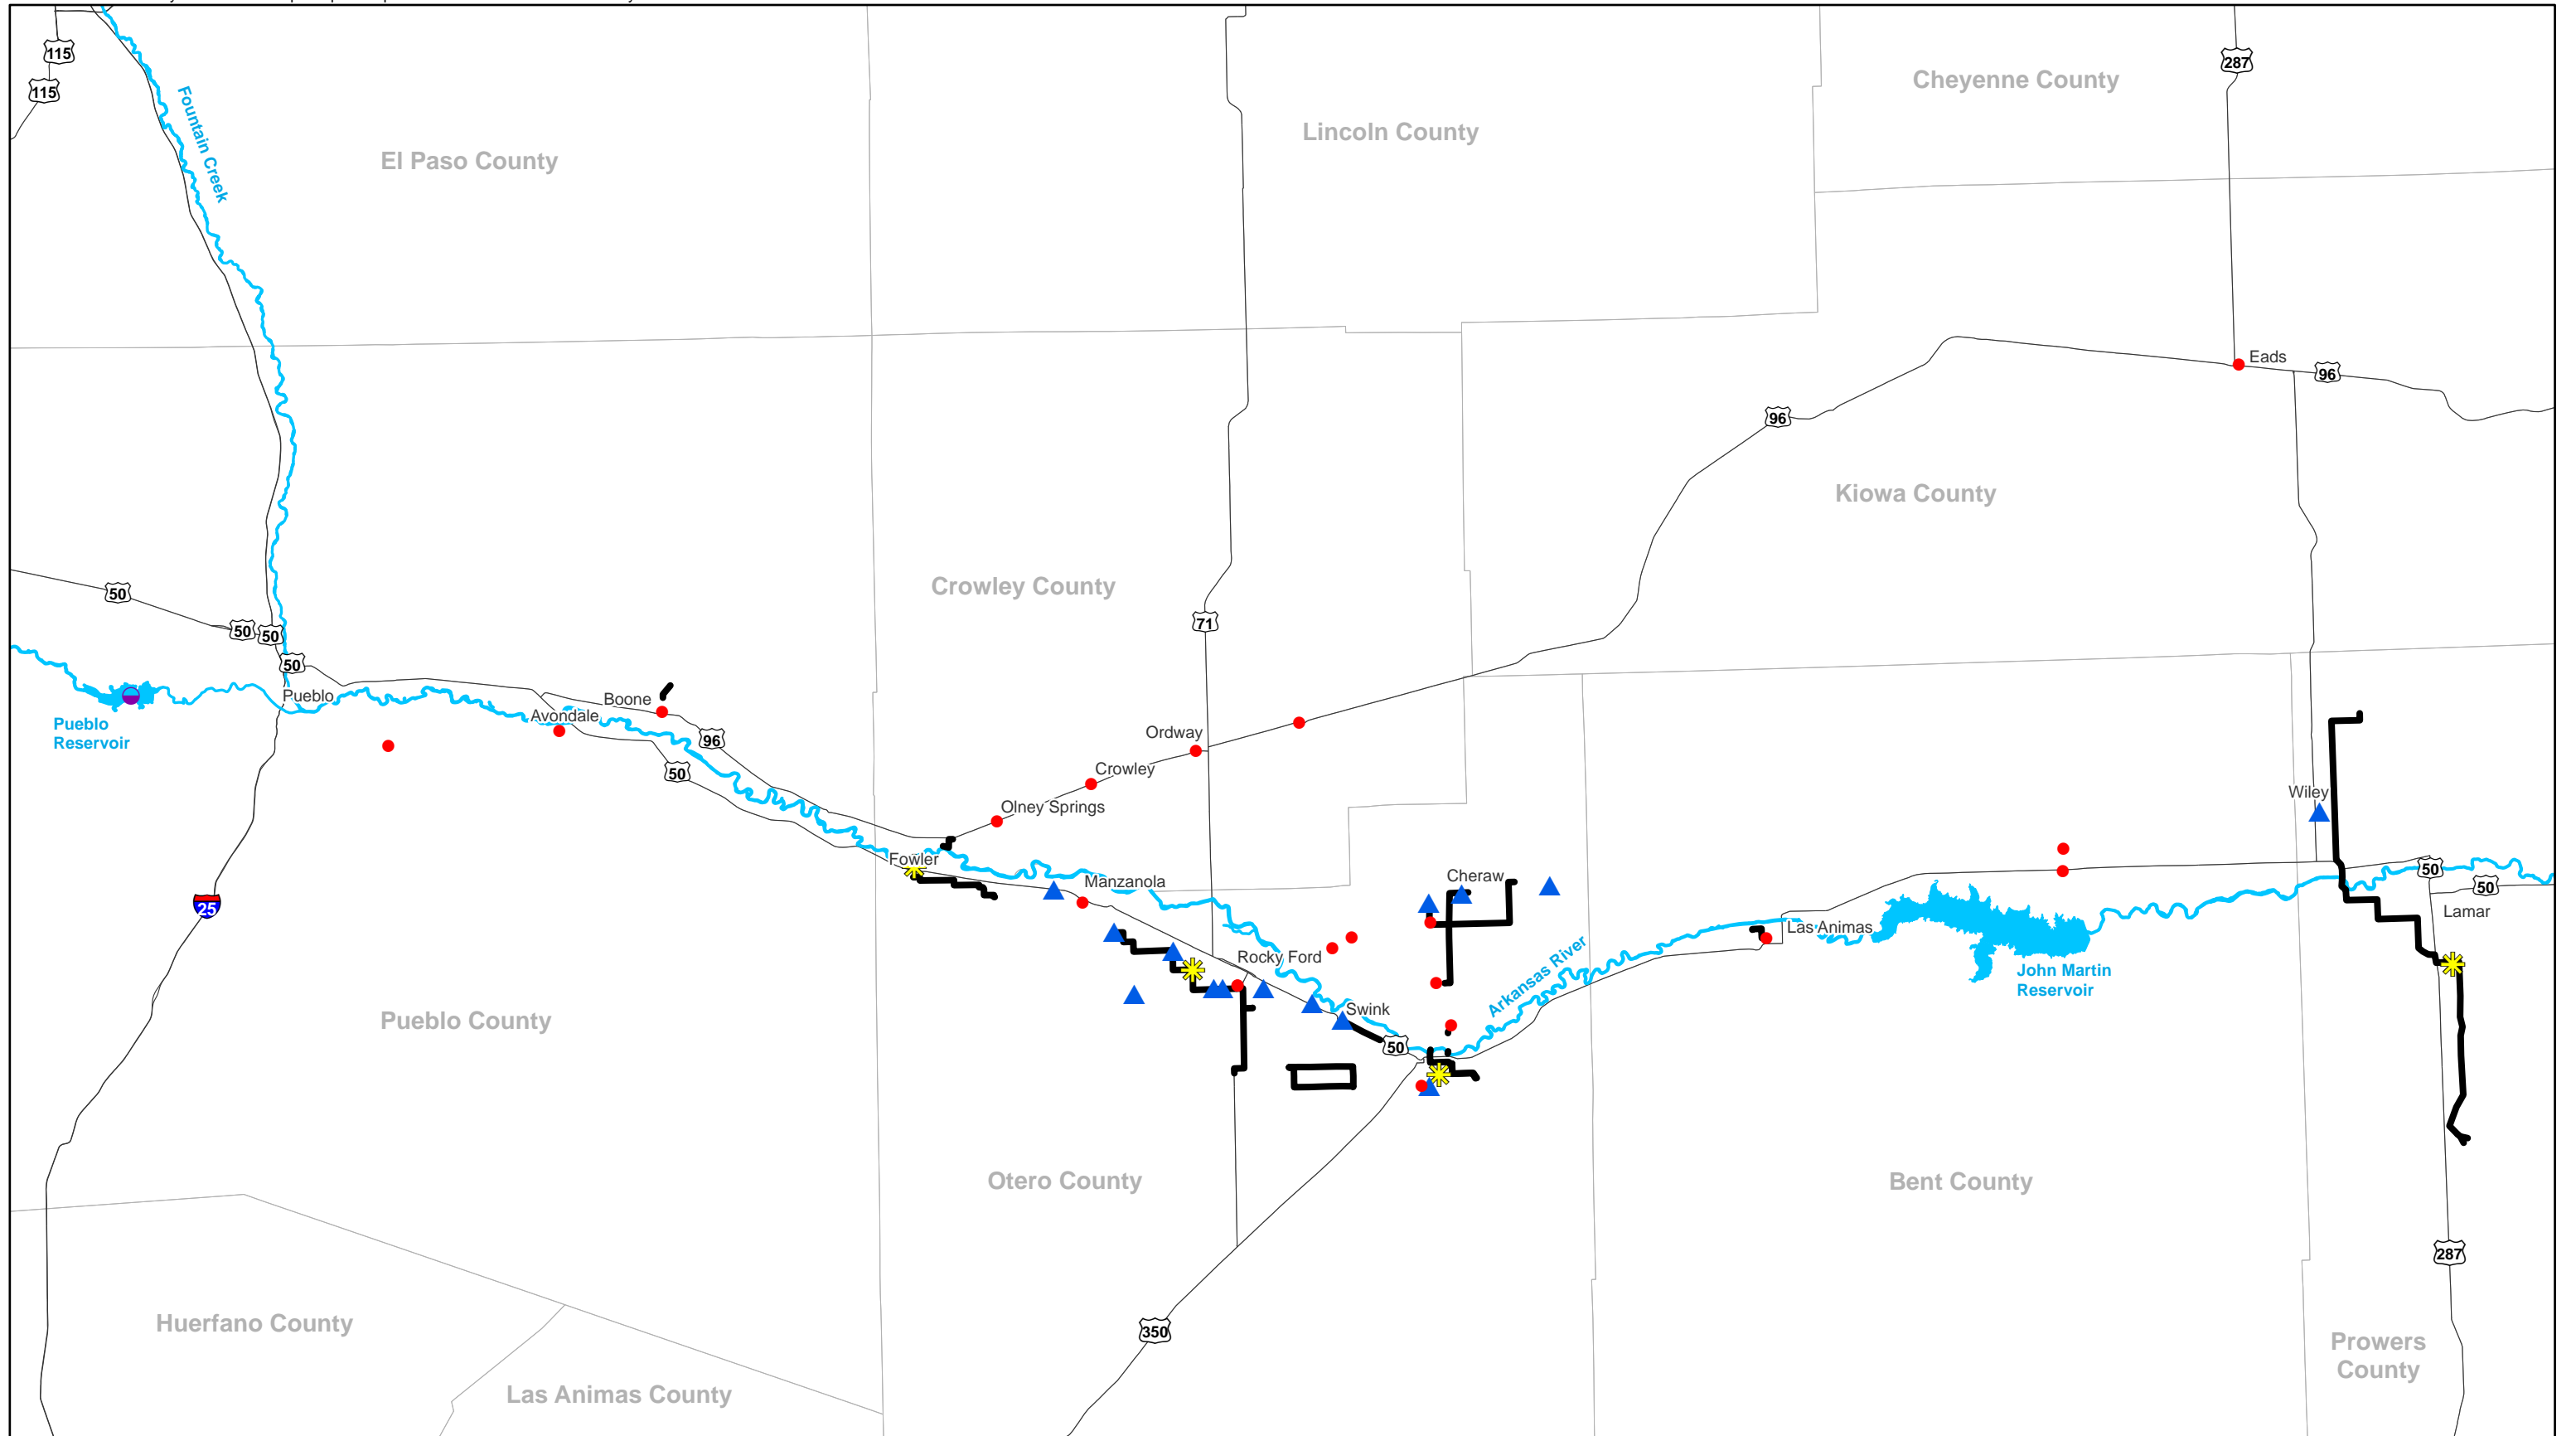 115
287
Cheyenne County
115
Fountain Creek
Lincoln County
El Paso County
Eads
96
96
Kiowa County
Crowley County
50
71
50
50
50
Pueblo
Boone
Avondale
Pueblo
Reservoir
Ordway
96
Crowley
50
Wiley
Olney Springs
Fowler
50
Cheraw
Manzanola
50
25
Lamar
Las Animas
Rocky Ford
Arkansas River
John Martin
Reservoir
Swink
Pueblo County
50
Otero County
Bent County
287
Huerfano County
350
Prowers
County
Las Animas County